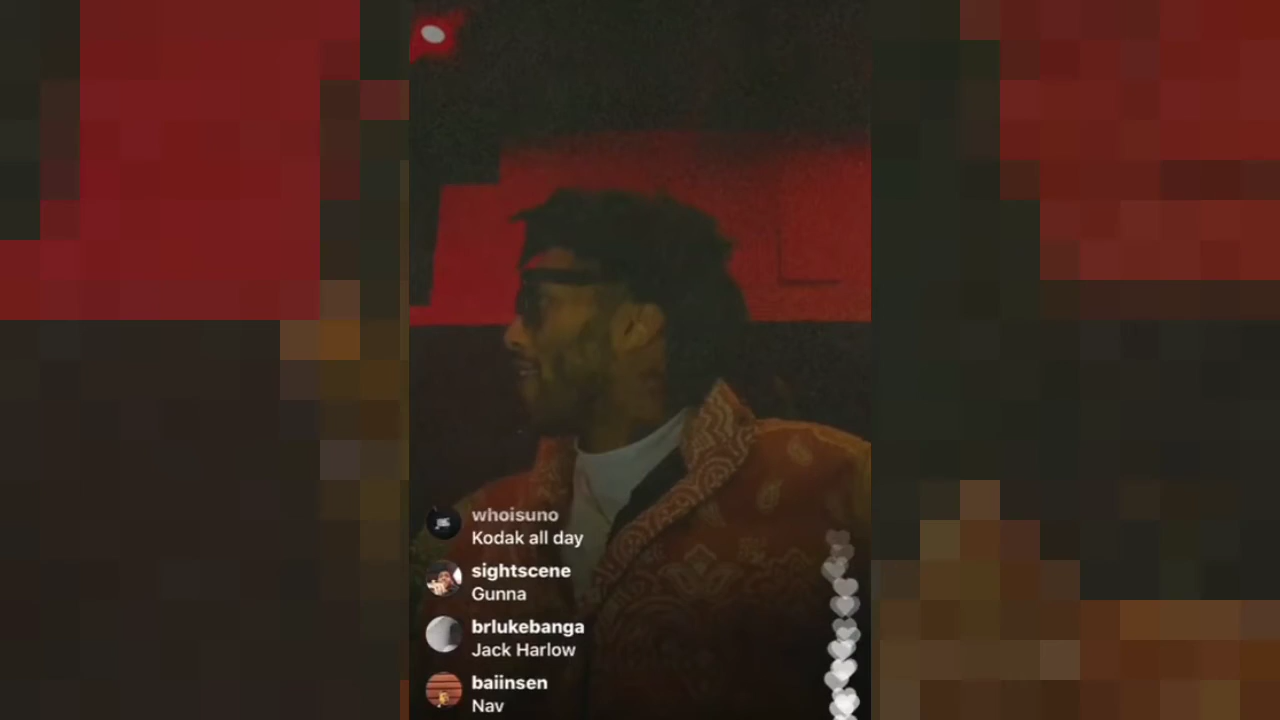 whoisuno
Kodak all day
sightscene
Gunna
brlukebanga
Jack Harlow
baiinsen
Nav